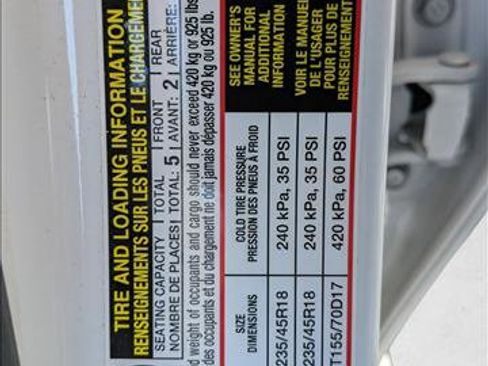 TIRE AND LOADING INFORMATION
RENSEIGNEMENTS SUR LES PNEUS ET LE CHARGEMENT
SEATING CAPACITY | TOTAL | FRONT | REAR
NOMBRE DE PLACES | TOTAL: 5 | AVANT: 2 | ARRIÈRE:
d weight of occupants and cargo should never exceed 420 kg or 925 lbs
des occupants et du chargement ne doit jamais dépasser 420 kg ou 925 lb.
SIZE
DIMENSIONS
COLD TIRE PRESSURE
PRESSION DES PNEUS À FROID
235/45R18 240 kPa, 35 PSI
235/45R18 240 kPa, 35 PSI
T155/70D17 420 kPa, 60 PSI
SEE OWNER'S
MANUAL FOR
ADDITIONAL
INFORMATION
VOIR LE MANUEL
DE L'USAGER
POUR PLUS DE
RENSEIGNEMENT